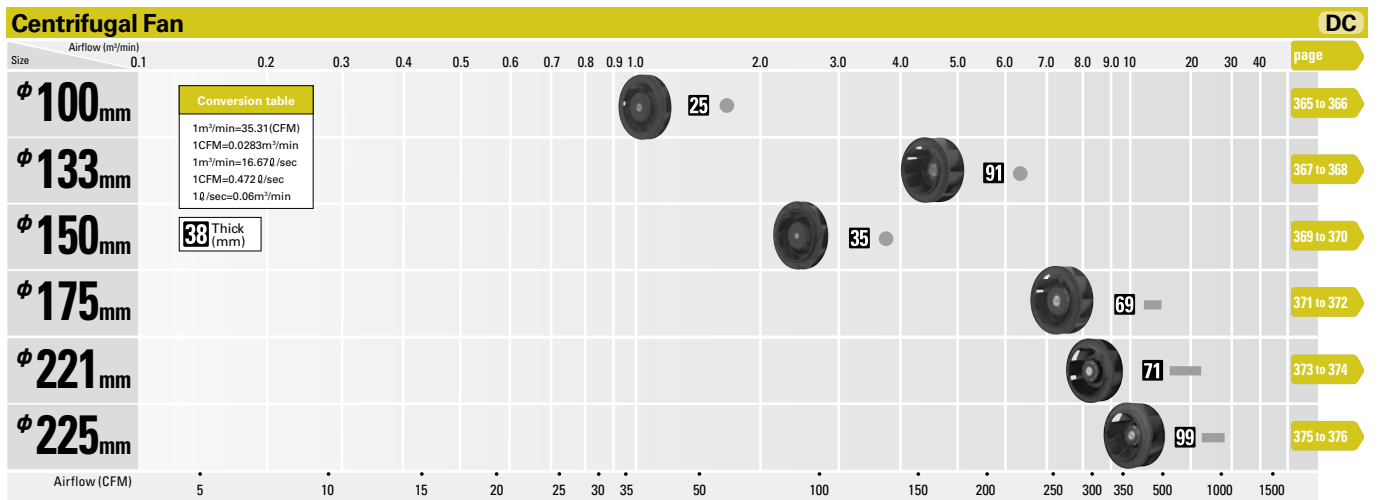 Centrifugal Fan DC
Airflow (m³/min)
Size 0.1 0.2 0.3 0.4 0.5 0.6 0.7 0.8 0.9 1.0 2.0 3.0 4.0 5.0 6.0 7.0 8.0 9.0 10 20 30 40 page
φ100mm 25 365 to 366
Conversion table
1m³/min=35.31(CFM)
1CFM=0.0283m³/min
1m³/min=16.67ℓ/sec
1CFM=0.472ℓ/sec
1ℓ/sec=0.06m³/min
φ133mm 91 367 to 368
38 Thick
(mm)
φ150mm 35 369 to 370
φ175mm 69 371 to 372
φ221mm 71 373 to 374
φ225mm 99 375 to 376
Airflow (CFM) 5 10 15 20 25 30 35 50 100 150 200 250 300 350 500 1000 1500